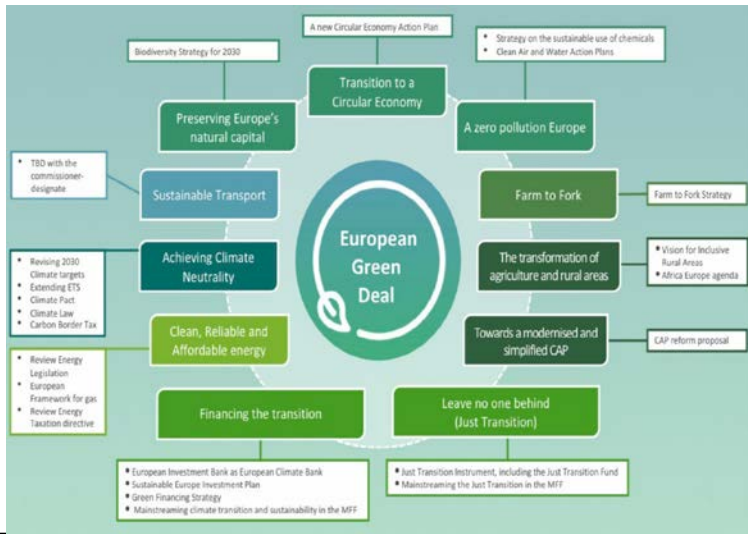 A new Circular Economy Action Plan
Biodiversity Strategy for 2030
• Strategy on the sustainable use of chemicals
• Clean Air and Water Action Plans
Transition to a
Circular Economy
Preserving Europe's
natural capital
A zero pollution Europe
• TBD with the
commissioner-
designate
Sustainable Transport
Farm to Fork
Farm to Fork Strategy
European
Green
Deal
• Revising 2030
Climate targets
• Extending ETS
• Climate Pact
• Climate Law
• Carbon Border Tax
Achieving Climate
Neutrality
The transformation of
agriculture and rural areas
• Vision for Inclusive
Rural Areas
• Africa Europe agenda
Clean, Reliable and
Affordable energy
Towards a modernised and
simplified CAP
CAP reform proposal
• Review Energy
Legislation
• European
Framework for gas
• Review Energy
Taxation directive
Financing the transition
Leave no one behind
(Just Transition)
• European Investment Bank as European Climate Bank
• Sustainable Europe Investment Plan
• Green Financing Strategy
• Mainstreaming climate transition and sustainability in the MFF
• Just Transition Instrument, including the Just Transition Fund
• Mainstreaming the Just Transition in the MFF